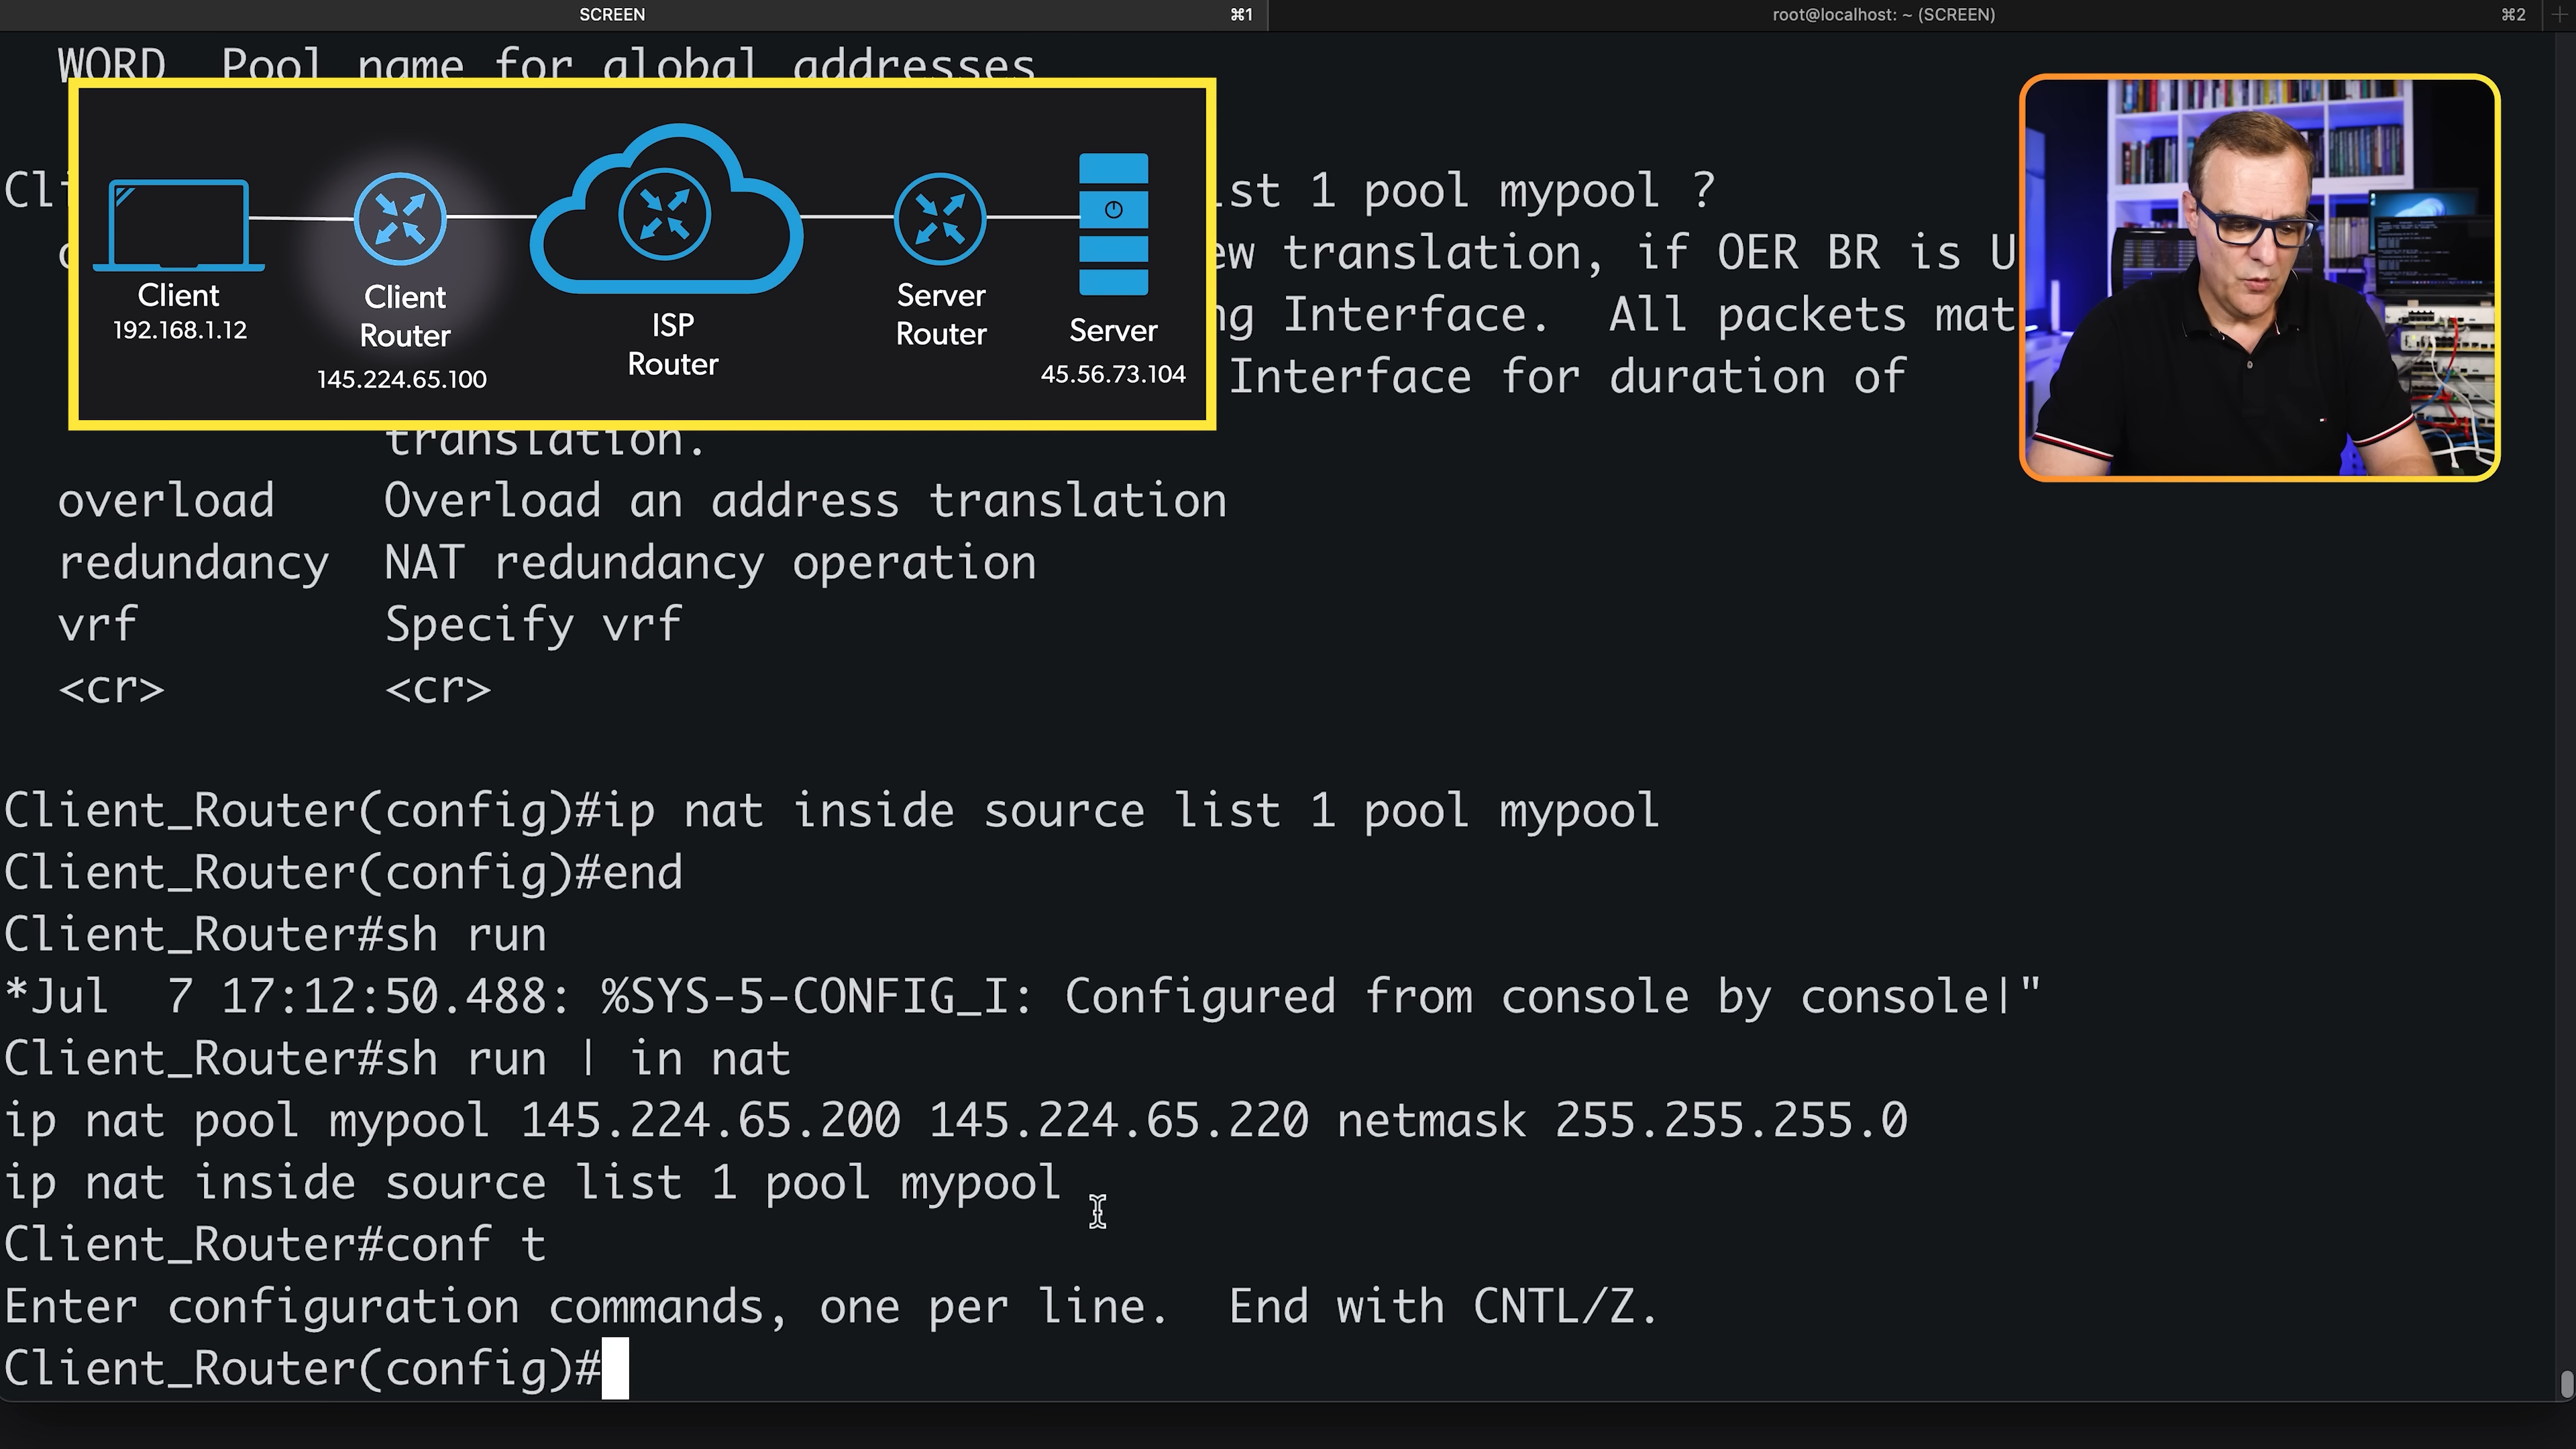 SCREEN ⌘1 root@localhost: ~ (SCREEN) ⌘2
WORD Pool name for global addresses
Client
192.168.1.12
Client
Router
145.224.65.100
ISP
Router
Server
Router
Server
45.56.73.104
Cli st 1 pool mypool ?
ew translation, if OER BR is U
ng Interface. All packets mat
Interface for duration of
translation.
overload Overload an address translation
redundancy NAT redundancy operation
vrf Specify vrf
<cr> <cr>
Client_Router(config)#ip nat inside source list 1 pool mypool
Client_Router(config)#end
Client_Router#sh run
*Jul 7 17:12:50.488: %SYS-5-CONFIG_I: Configured from console by console|"
Client_Router#sh run | in nat
ip nat pool mypool 145.224.65.200 145.224.65.220 netmask 255.255.255.0
ip nat inside source list 1 pool mypool
Client_Router#conf t
Enter configuration commands, one per line. End with CNTL/Z.
Client_Router(config)#